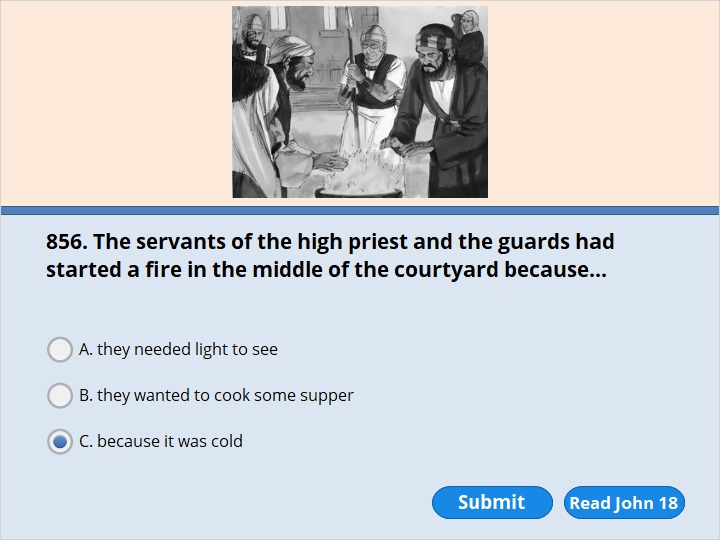 856. The servants of the high priest and the guards had
started a fire in the middle of the courtyard because...
A. they needed light to see
B. they wanted to cook some supper
C. because it was cold
Submit
Read John 18